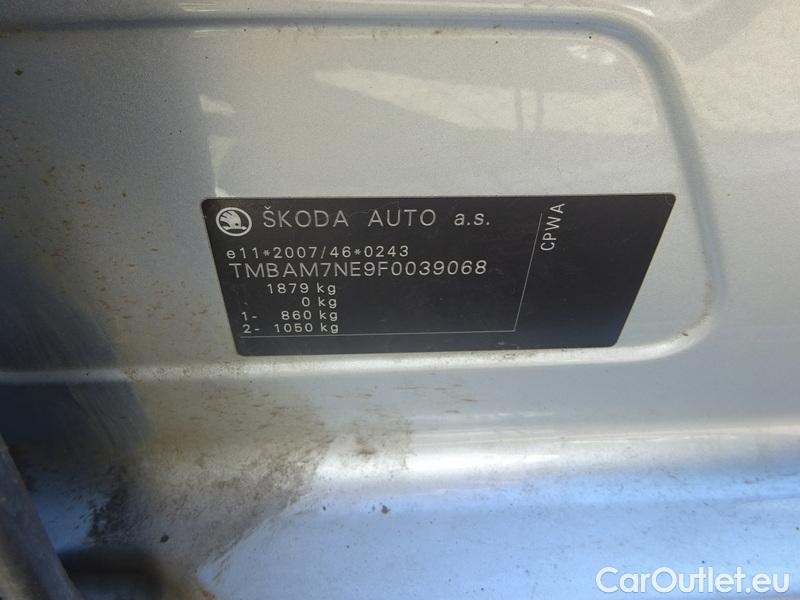 ŠKODA AUTO a.s.
e11*2007/46*0243
TMBAM7NE9F0039068
1879 kg
0 kg
1- 860 kg
2- 1050 kg
CPWA
CarOutlet.eu